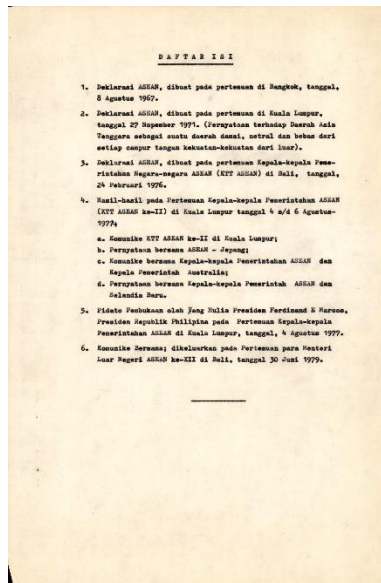 DAFTAR ISI
1. Deklarasi ASEAN, dibuat pada pertemuan di Bangkok, tanggal,
8 Agustus 1967.
2. Deklarasi ASEAN, dibuat pada pertemuan di Kuala Lumpur,
tanggal 27 Nopember 1971. (Pernyataan terhadap Daerah Asia
Tenggara sebagai suatu daerah damai, netral dan bebas dari
setiap campur tangan kekuatan-kekuatan dari luar).
3. Deklarasi ASEAN, dibuat pada pertemuan Kepala-kepala Peme-
rintahan Negara-negara ASEAN (KTT ASEAN) di Bali, tanggal,
24 Pebruari 1976.
4. Hasil-hasil pada Pertemuan Kepala-kepala Pemerintahan ASEAN
(KTT ASEAN ke-II) di Kuala Lumpur tanggal 4 s/d 6 Agustus-
1977:
a. Komunike KTT ASEAN ke-II di Kuala Lumpur;
b. Pernyataan bersama ASEAN - Jepang;
c. Komunike bersama Kepala-kepala Pemerintahan ASEAN dan
Kepala Pemerintah Australia;
d. Pernyataan bersama Kepala-kepala Pemerintah ASEAN dan
Selandia Baru.
5. Pidato Pembukaan oleh Yang Mulia Presiden Ferdinand E Marcos,
Presiden Republik Philipina pada Pertemuan Kepala-kepala
Pemerintahan ASEAN di Kuala Lumpur, tanggal, 4 Agustus 1977.
6. Komunike Bersama; dikeluarkan pada Pertemuan para Menteri
Luar Negeri ASEAN ke-XII di Bali, tanggal 30 Juni 1979.